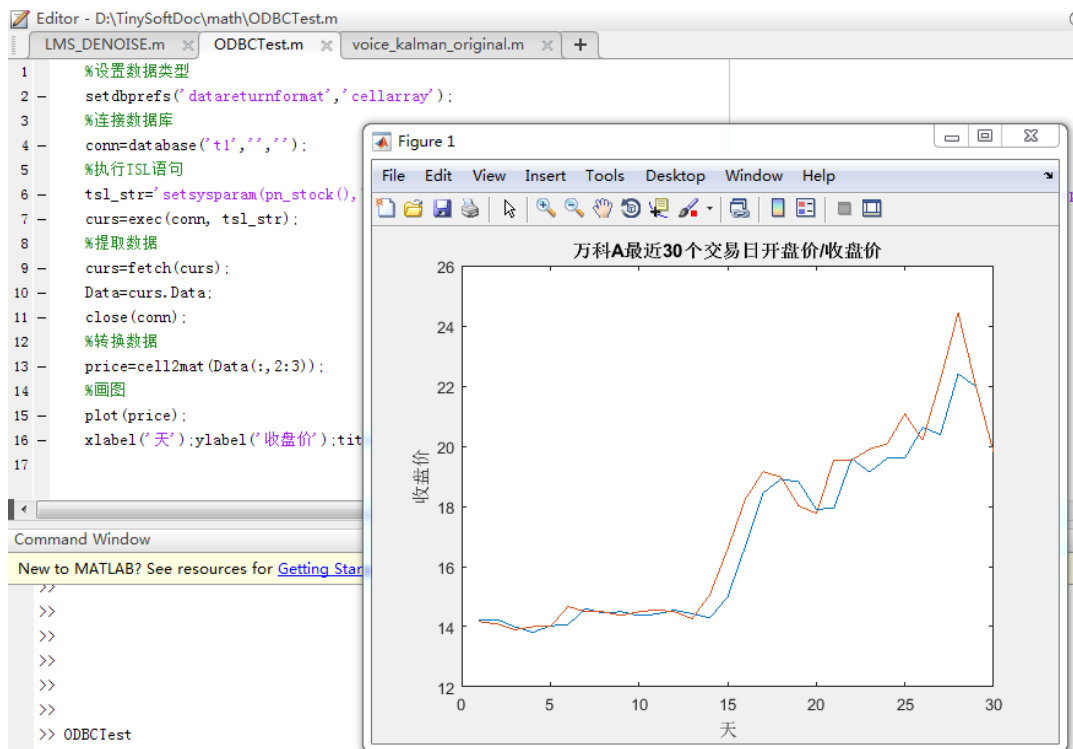 Editor - D:\TinySoftDoc\math\ODBCTest.m
LMS_DENOISE.m × ODBCTest.m × voice_kalman_original.m × +
1 %设置数据类型
2 – setdbprefs('datareturnformat','cellarray');
3 %连接数据库
4 – conn=database('t1','','');
5 %执行TSL语句
6 – tsl_str='setsysparam(pn_stock(),
7 – curs=exec(conn, tsl_str);
8 %提取数据
9 – curs=fetch(curs);
10 – Data=curs.Data;
11 – close(conn);
12 %转换数据
13 – price=cell2mat(Data(:,2:3));
14 %画图
15 – plot(price);
16 – xlabel('天');ylabel('收盘价');tit
17
Command Window
New to MATLAB? See resources for Getting Star
>>
>>
>>
>>
>>
>>
>> ODBCTest
Figure 1
File Edit View Insert Tools Desktop Window Help
万科A最近30个交易日开盘价/收盘价
26
24
22
20
18
16
14
12
收盘价
0 5 10 15 20 25 30
天